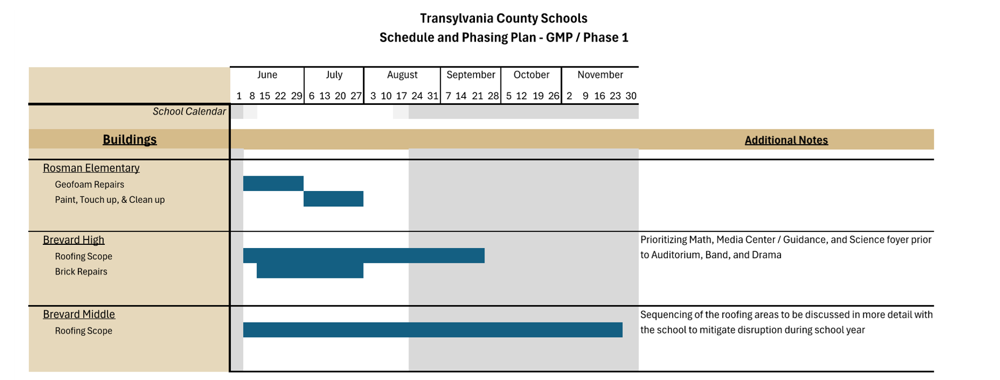 Transylvania County Schools
Schedule and Phasing Plan - GMP / Phase 1
June July August September October November
1 8 15 22 29 6 13 20 27 3 10 17 24 31 7 14 21 28 5 12 19 26 2 9 16 23 30
School Calendar
Buildings Additional Notes
Rosman Elementary
Geofoam Repairs
Paint, Touch up, & Clean up
Brevard High
Roofing Scope
Brick Repairs
Prioritizing Math, Media Center / Guidance, and Science foyer prior
to Auditorium, Band, and Drama
Brevard Middle
Roofing Scope
Sequencing of the roofing areas to be discussed in more detail with
the school to mitigate disruption during school year